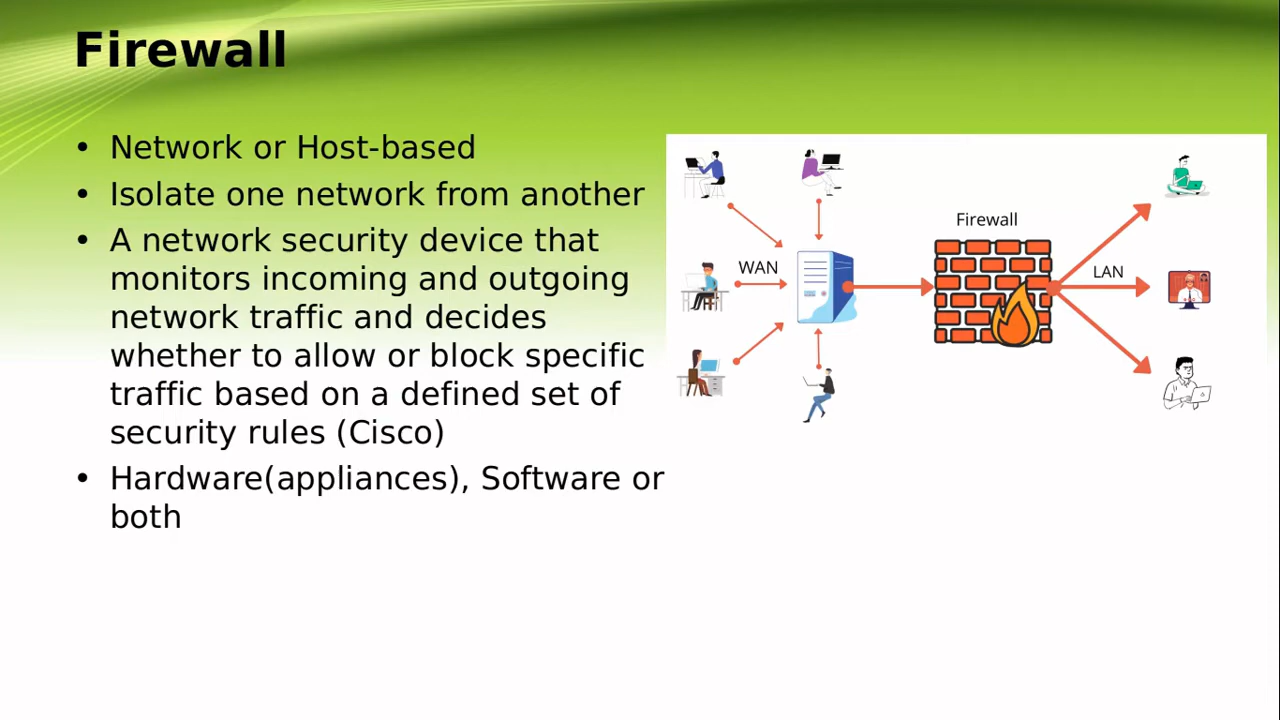 Firewall
• Network or Host-based
• Isolate one network from another
• A network security device that
monitors incoming and outgoing
network traffic and decides
whether to allow or block specific
traffic based on a defined set of
security rules (Cisco)
• Hardware(appliances), Software or
both
Firewall
WAN
LAN